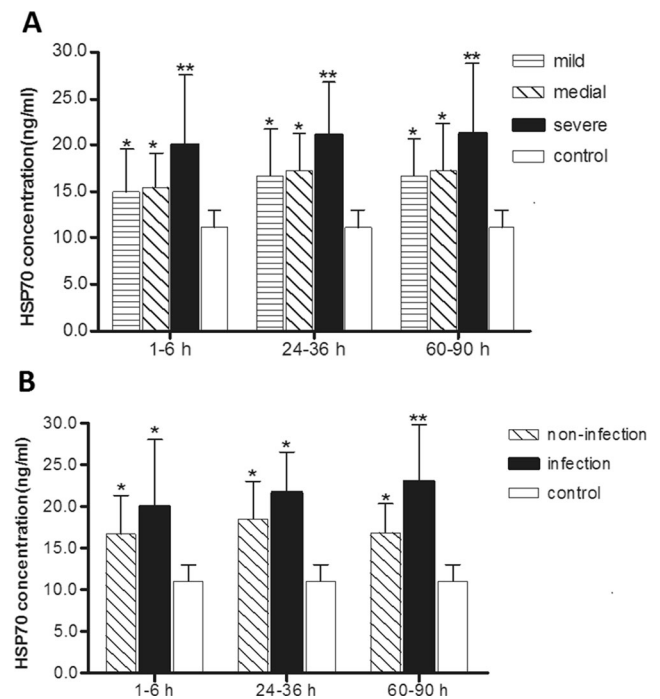 A
HSP70 concentration(ng/ml)
30.0
25.0
20.0
15.0
10.0
5.0
0.0
* * **
* * **
* * **
1-6 h 24-36 h 60-90 h
mild
medial
severe
control
B
HSP70 concentration(ng/ml)
30.0
25.0
20.0
15.0
10.0
5.0
0.0
* *
* *
* **
1-6 h 24-36 h 60-90 h
non-infection
infection
control